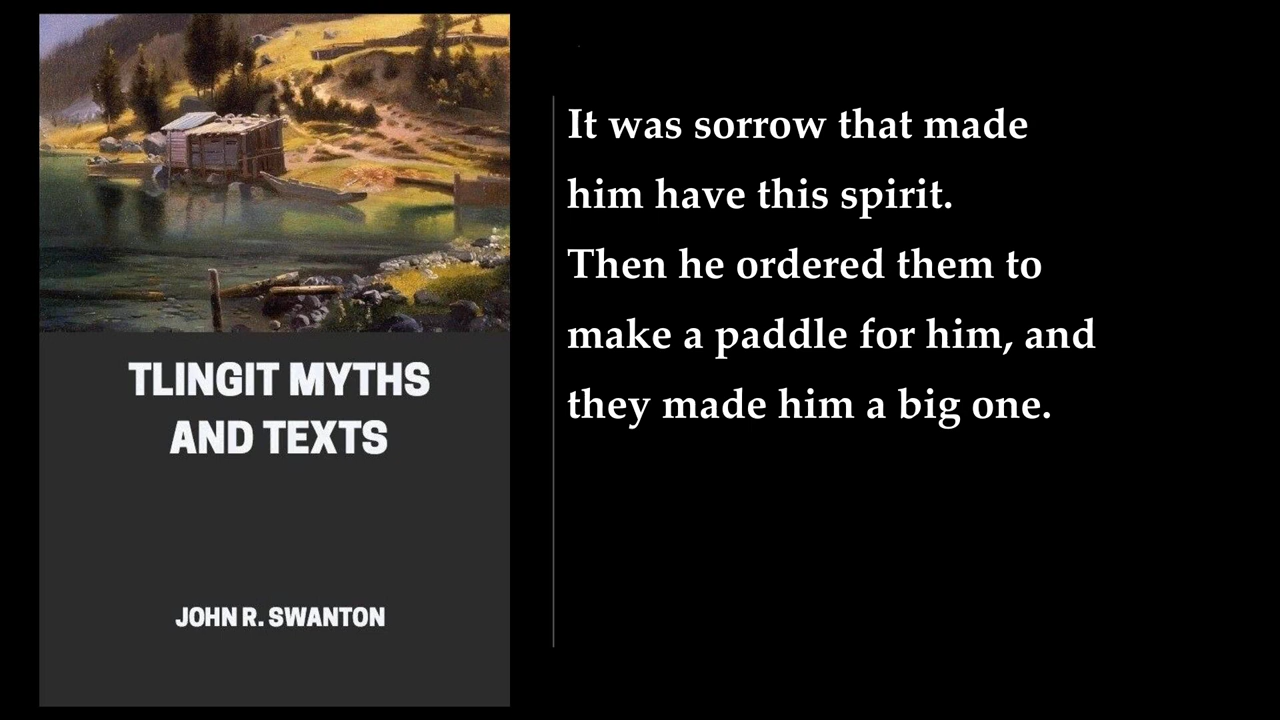 TLINGIT MYTHS
AND TEXTS
JOHN R. SWANTON
It was sorrow that made
him have this spirit.
Then he ordered them to
make a paddle for him, and
they made him a big one.